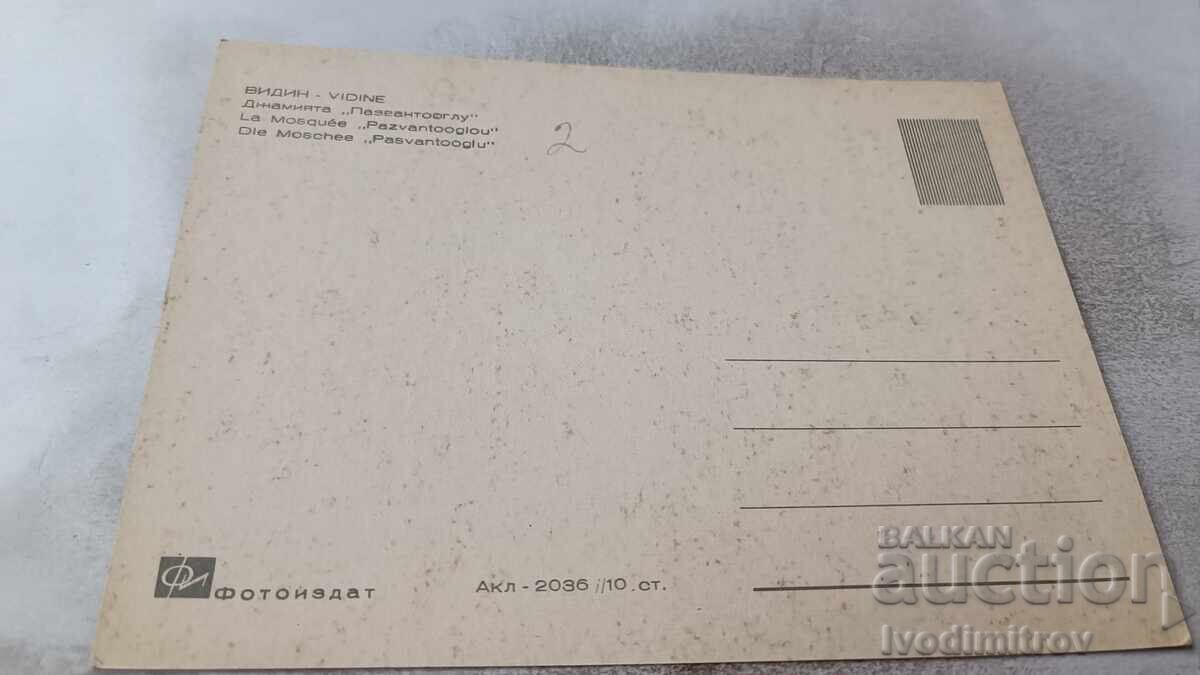 ВИДИН - VIDINE
Джамията „Пазвантоглу"
La Mosquée „Pazvantooglou"
Die Moschee „Pasvantooglu"
2
ФИ Фотоиздат
Акл - 2036 // 10 ст.
BALKAN
auction
Ivodimitrov